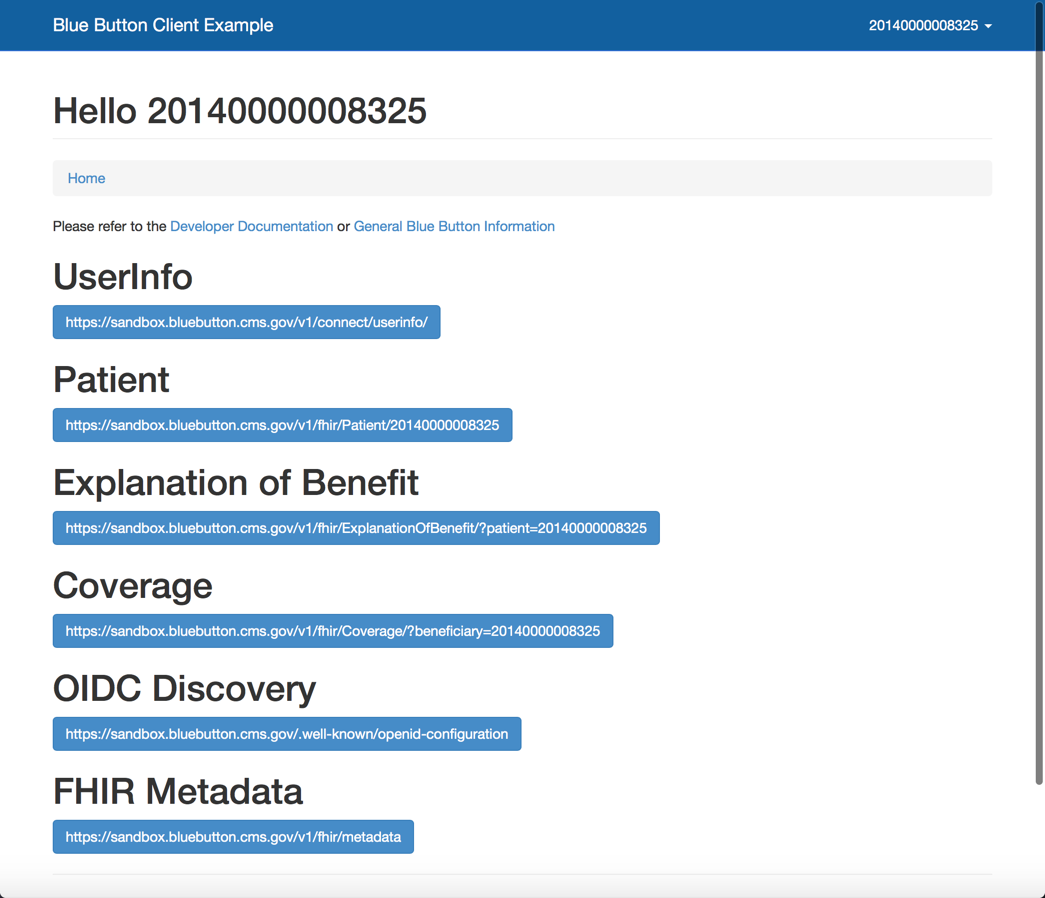 Blue Button Client Example
20140000008325
Hello 20140000008325
Home
Please refer to the Developer Documentation or General Blue Button Information
UserInfo
https://sandbox.bluebutton.cms.gov/v1/connect/userinfo/
Patient
https://sandbox.bluebutton.cms.gov/v1/fhir/Patient/20140000008325
Explanation of Benefit
https://sandbox.bluebutton.cms.gov/v1/fhir/ExplanationOfBenefit/?patient=20140000008325
Coverage
https://sandbox.bluebutton.cms.gov/v1/fhir/Coverage/?beneficiary=20140000008325
OIDC Discovery
https://sandbox.bluebutton.cms.gov/.well-known/openid-configuration
FHIR Metadata
https://sandbox.bluebutton.cms.gov/v1/fhir/metadata